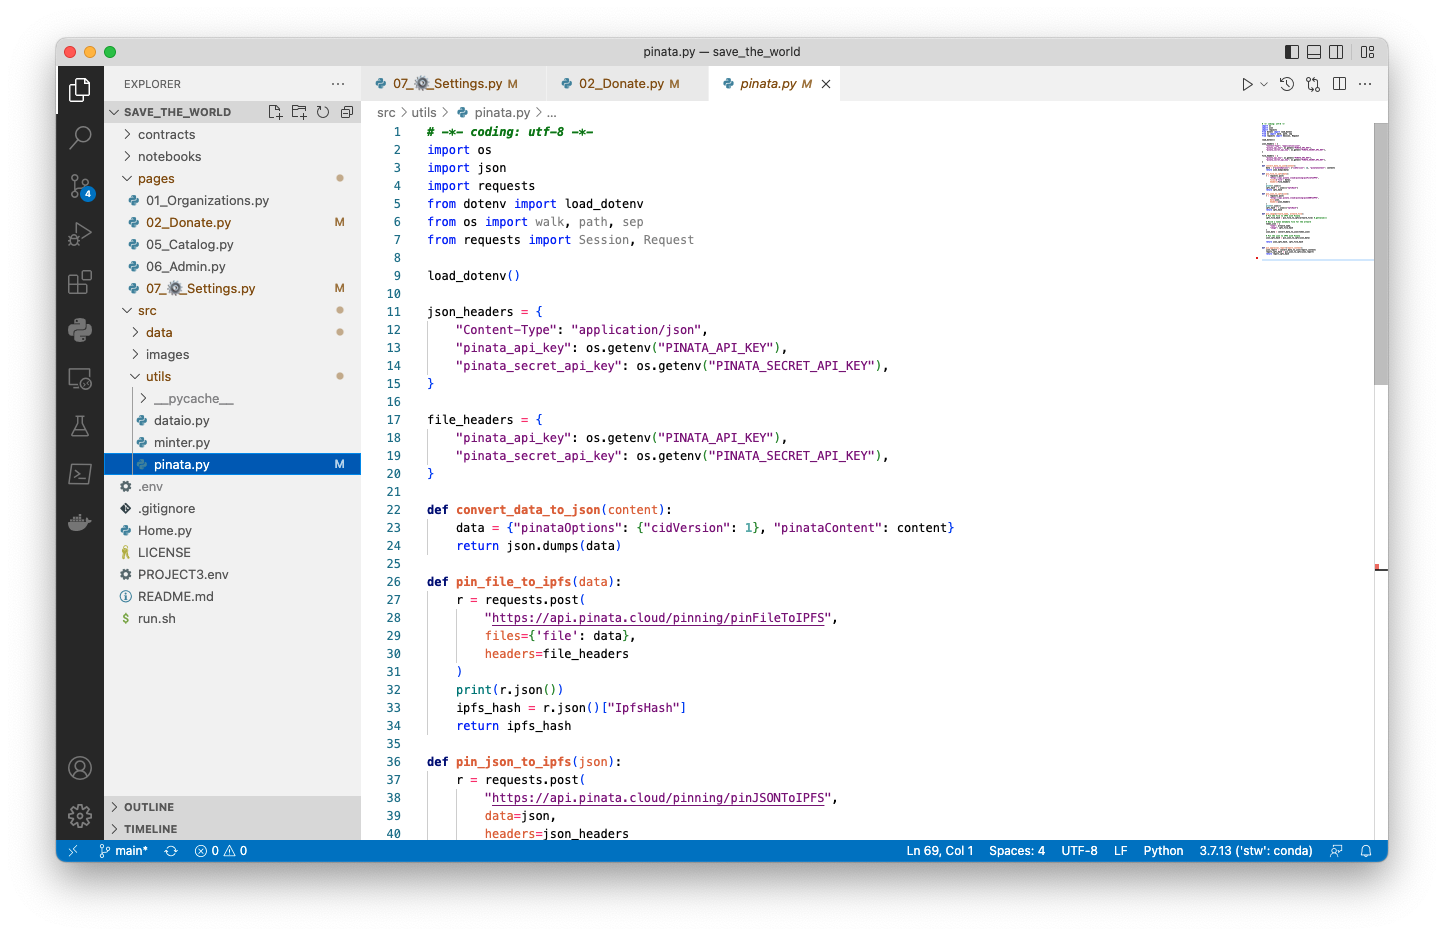 pinata.py — save_the_world
EXPLORER
07_⚙️_Settings.py M
02_Donate.py M
pinata.py M
SAVE_THE_WORLD
src > utils > pinata.py > ...
contracts
notebooks
pages
01_Organizations.py
02_Donate.py M
05_Catalog.py
06_Admin.py
07_⚙️_Settings.py M
src
data
images
utils
__pycache__
dataio.py
minter.py
pinata.py M
.env
.gitignore
Home.py
LICENSE
PROJECT3.env
README.md
$ run.sh
OUTLINE
TIMELINE
4
1 # -*- coding: utf-8 -*-
2 import os
3 import json
4 import requests
5 from dotenv import load_dotenv
6 from os import walk, path, sep
7 from requests import Session, Request
8
9 load_dotenv()
10
11 json_headers = {
12     "Content-Type": "application/json",
13     "pinata_api_key": os.getenv("PINATA_API_KEY"),
14     "pinata_secret_api_key": os.getenv("PINATA_SECRET_API_KEY"),
15 }
16
17 file_headers = {
18     "pinata_api_key": os.getenv("PINATA_API_KEY"),
19     "pinata_secret_api_key": os.getenv("PINATA_SECRET_API_KEY"),
20 }
21
22 def convert_data_to_json(content):
23     data = {"pinataOptions": {"cidVersion": 1}, "pinataContent": content}
24     return json.dumps(data)
25
26 def pin_file_to_ipfs(data):
27     r = requests.post(
28         "https://api.pinata.cloud/pinning/pinFileToIPFS",
29         files={'file': data},
30         headers=file_headers
31     )
32     print(r.json())
33     ipfs_hash = r.json()["IpfsHash"]
34     return ipfs_hash
35
36 def pin_json_to_ipfs(json):
37     r = requests.post(
38         "https://api.pinata.cloud/pinning/pinJSONToIPFS",
39         data=json,
40         headers=json_headers
main* 0 0 Ln 69, Col 1 Spaces: 4 UTF-8 LF Python 3.7.13 ('stw': conda)